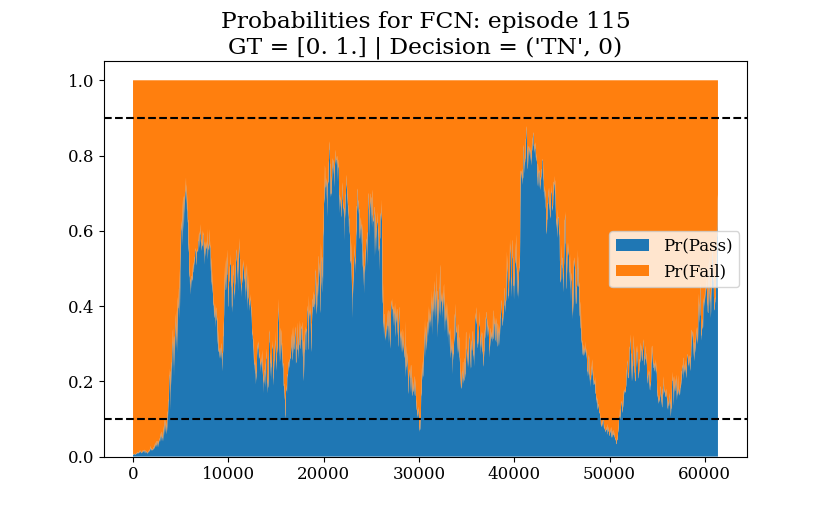 Probabilities for FCN: episode 115
GT = [0. 1.] | Decision = ('TN', 0)
1.0
0.8
0.6
0.4
0.2
0.0
Pr(Pass)
Pr(Fail)
0 10000 20000 30000 40000 50000 60000